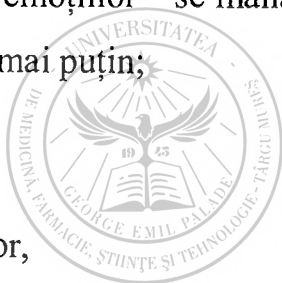 emoțiilor – se mana
mai puțin;
or,
UNIVERSITATEA
DE MEDICINĂ, FARMACIE, ȘTIINȚE ȘI TEHNOLOGIE - TÂRGU MUREȘ
19 45
GEORGE EMIL PALADE